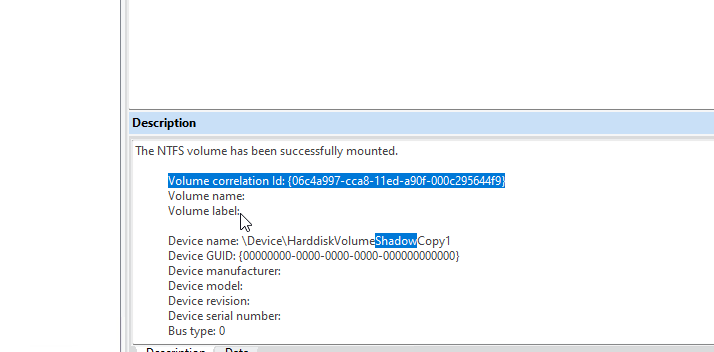 Description
The NTFS volume has been successfully mounted.
Volume correlation Id: {06c4a997-cca8-11ed-a90f-000c295644f9}
Volume name:
Volume label:
Device name: \Device\HarddiskVolumeShadowCopy1
Device GUID: {00000000-0000-0000-0000-000000000000}
Device manufacturer:
Device model:
Device revision:
Device serial number:
Bus type: 0
Description Data